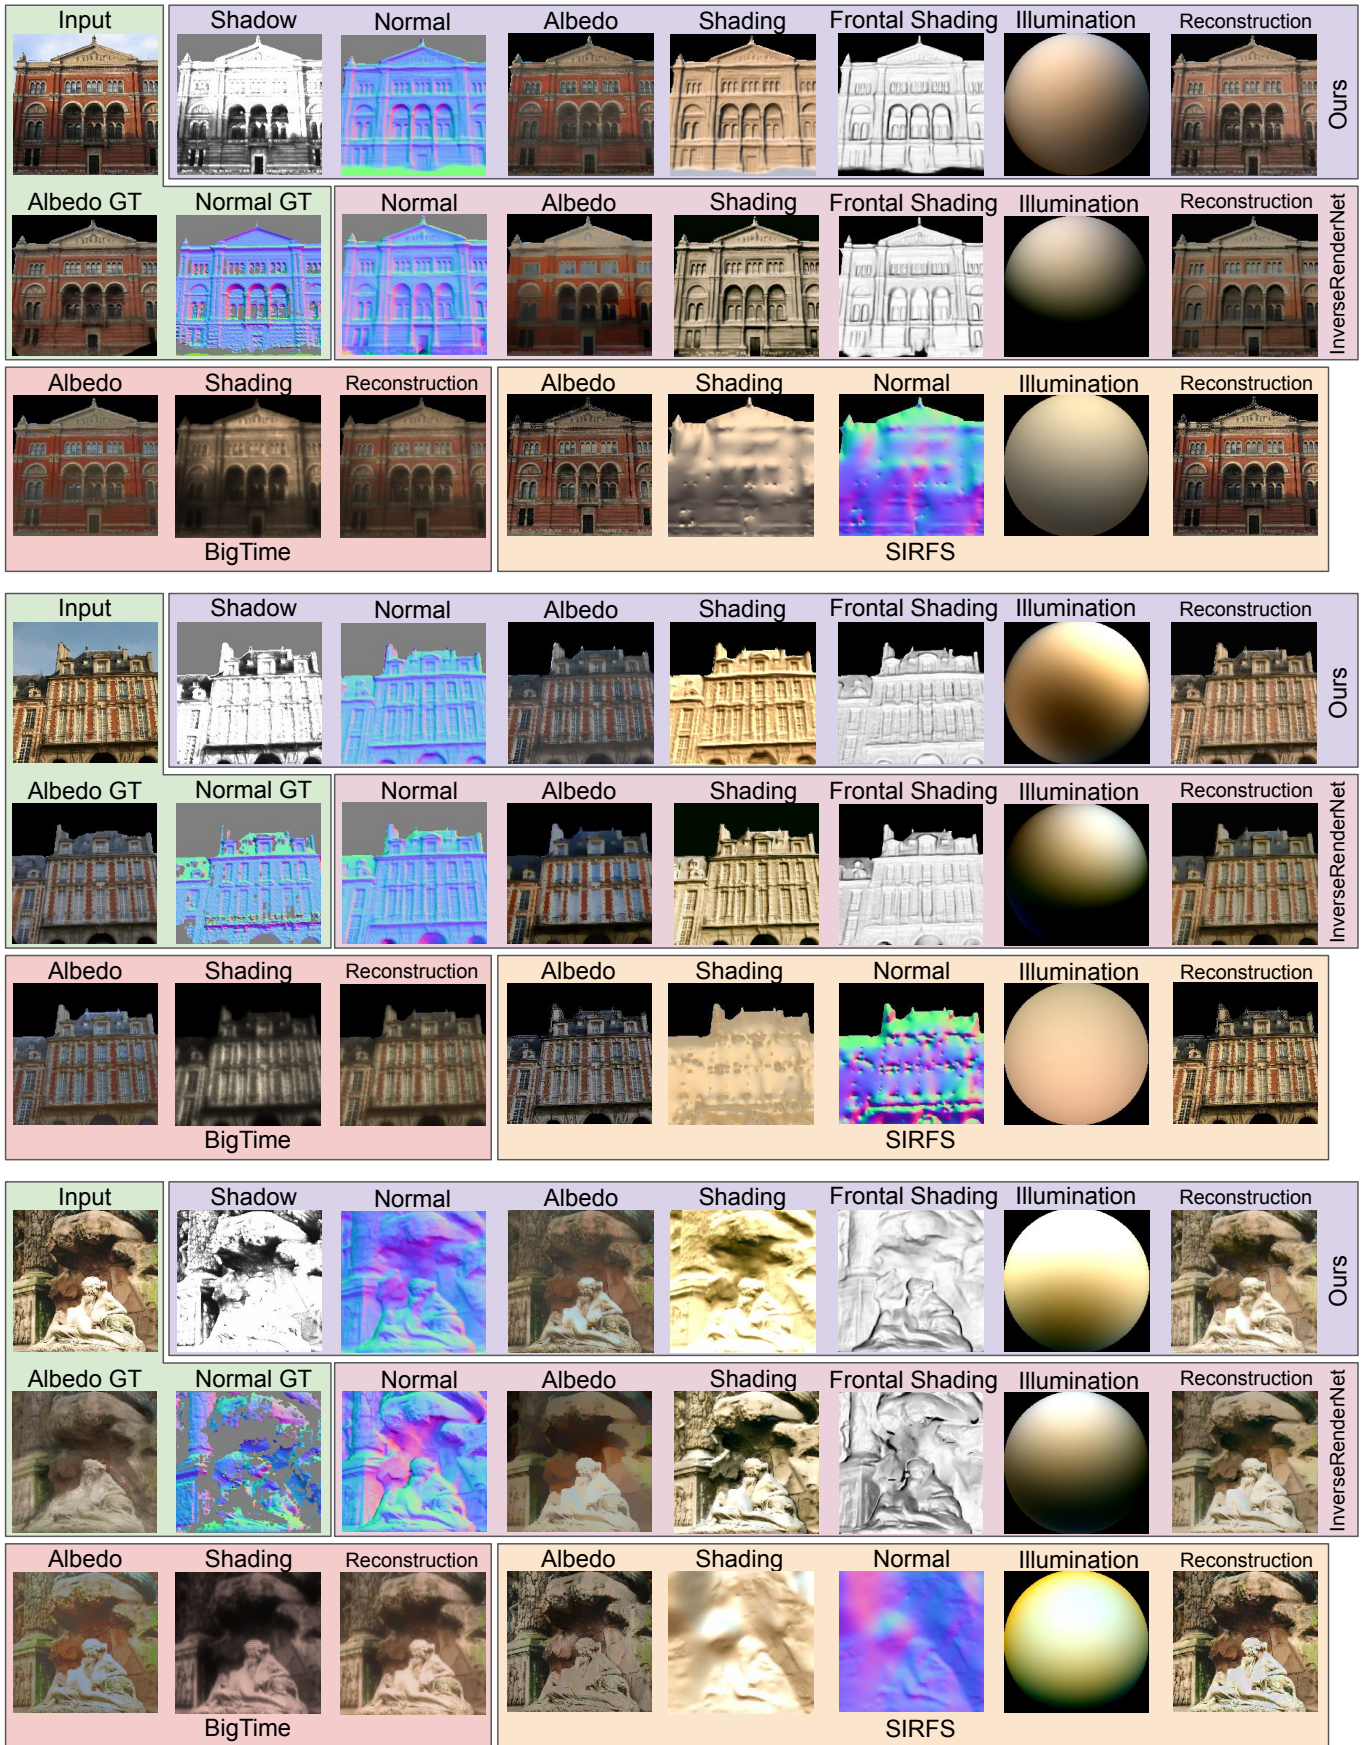 Input Shadow Normal Albedo Shading Frontal Shading Illumination Reconstruction
Ours
Albedo GT Normal GT Normal Albedo Shading Frontal Shading Illumination Reconstruction
InverseRenderNet
Albedo Shading Reconstruction Albedo Shading Normal Illumination Reconstruction
BigTime SIRFS
Input Shadow Normal Albedo Shading Frontal Shading Illumination Reconstruction
Ours
Albedo GT Normal GT Normal Albedo Shading Frontal Shading Illumination Reconstruction
InverseRenderNet
Albedo Shading Reconstruction Albedo Shading Normal Illumination Reconstruction
BigTime SIRFS
Input Shadow Normal Albedo Shading Frontal Shading Illumination Reconstruction
Ours
Albedo GT Normal GT Normal Albedo Shading Frontal Shading Illumination Reconstruction
InverseRenderNet
Albedo Shading Reconstruction Albedo Shading Normal Illumination Reconstruction
BigTime SIRFS